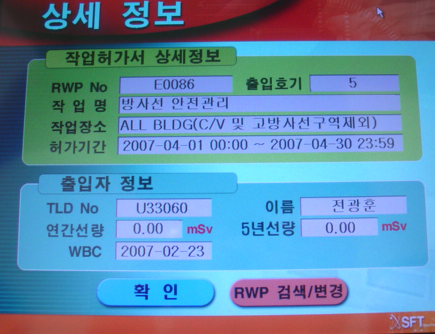 상세 정보
작업허가서 상세정보
RWP No E0086 출입호기 5
작 업 명 방사선 안전관리
작업장소 ALL BLDG(C/V 및 고방사선구역제외)
허가기간 2007-04-01 00:00 ~ 2007-04-30 23:59
출입자 정보
TLD No U33060 이름 전광훈
연간선량 0.00 mSv 5년선량 0.00 mSv
WBC 2007-02-23
확 인 RWP 검색/변경
SFT